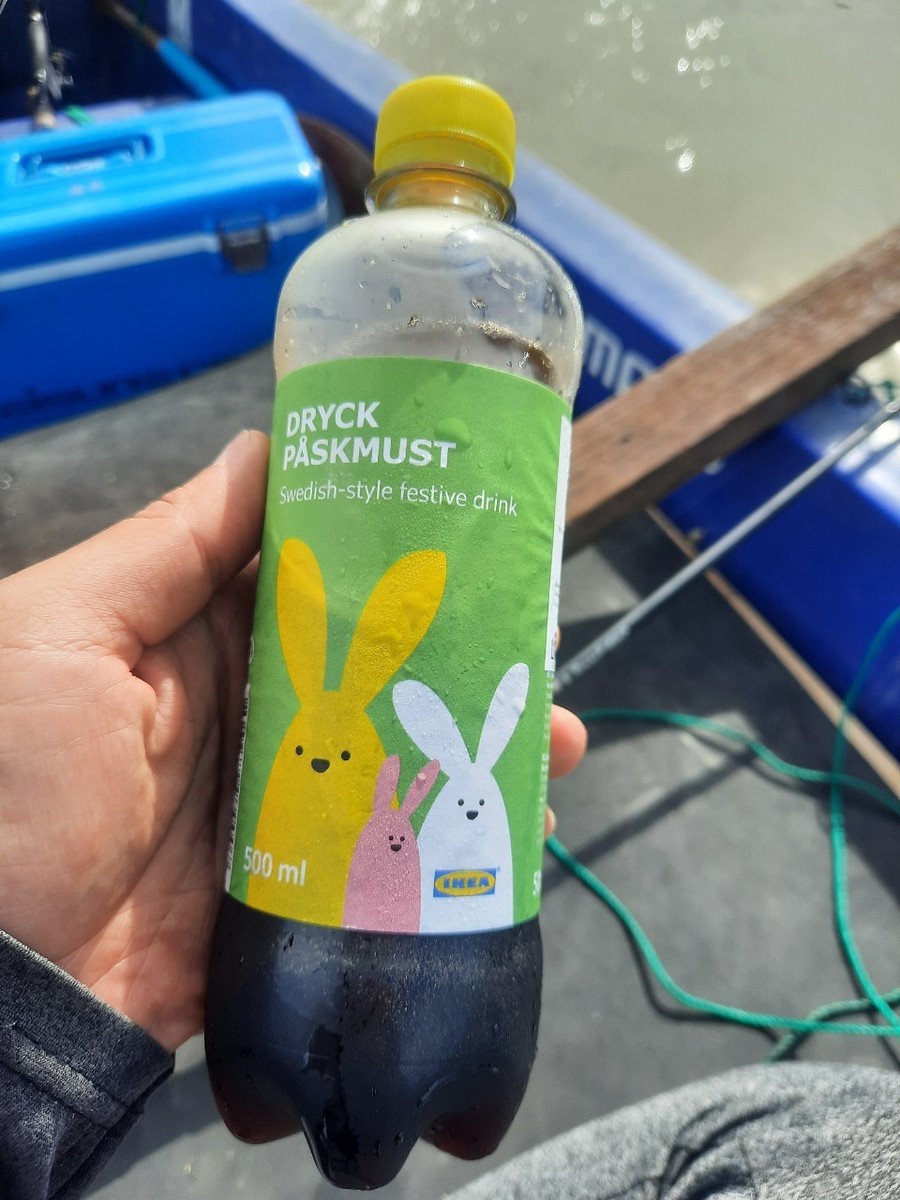 DRYCK
PÅSKMUST
Swedish-style festive drink
500 ml
IKEA